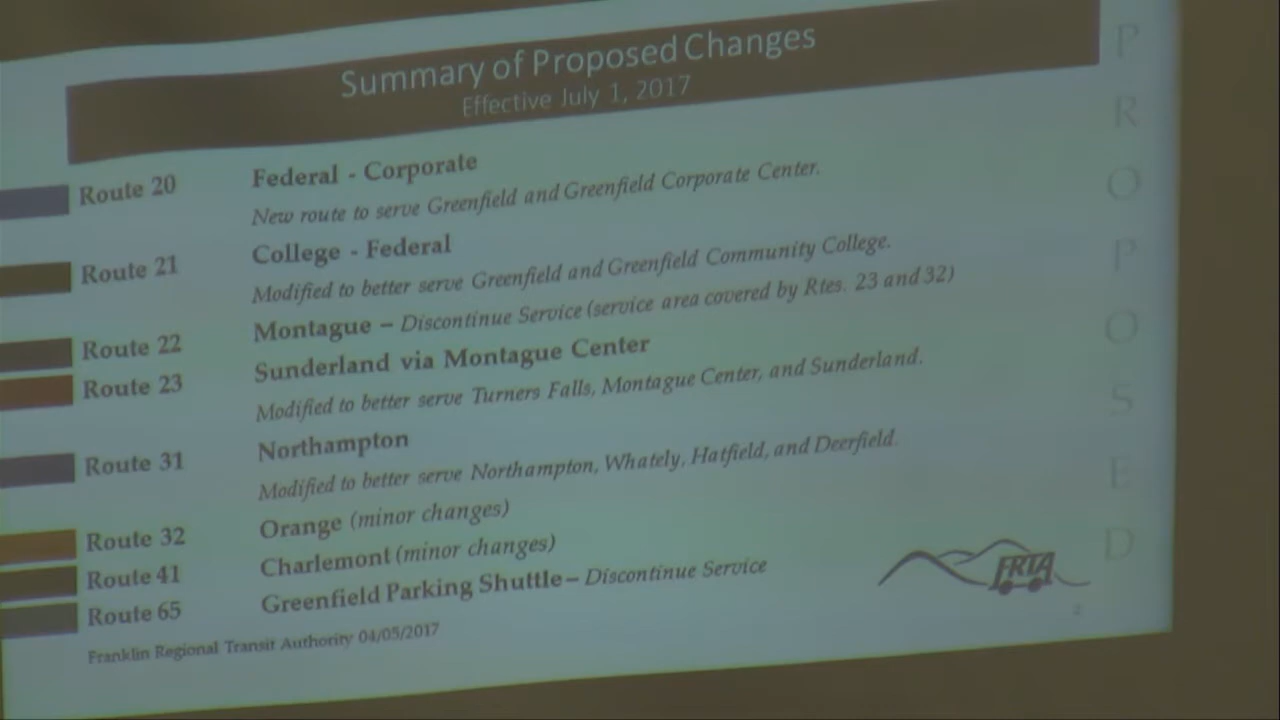 Summary of Proposed Changes
Effective July 1, 2017
Route 20 Federal - Corporate
New route to serve Greenfield and Greenfield Corporate Center.
Route 21 College - Federal
Modified to better serve Greenfield and Greenfield Community College.
Route 22 Montague – Discontinue Service (service area covered by Rtes. 23 and 32)
Route 23 Sunderland via Montague Center
Modified to better serve Turners Falls, Montague Center, and Sunderland.
Route 31 Northampton
Modified to better serve Northampton, Whately, Hatfield, and Deerfield.
Route 32 Orange (minor changes)
Route 41 Charlemont (minor changes)
Route 65 Greenfield Parking Shuttle – Discontinue Service
Franklin Regional Transit Authority 04/05/2017
FRTA
2
P
R
O
P
O
S
E
D